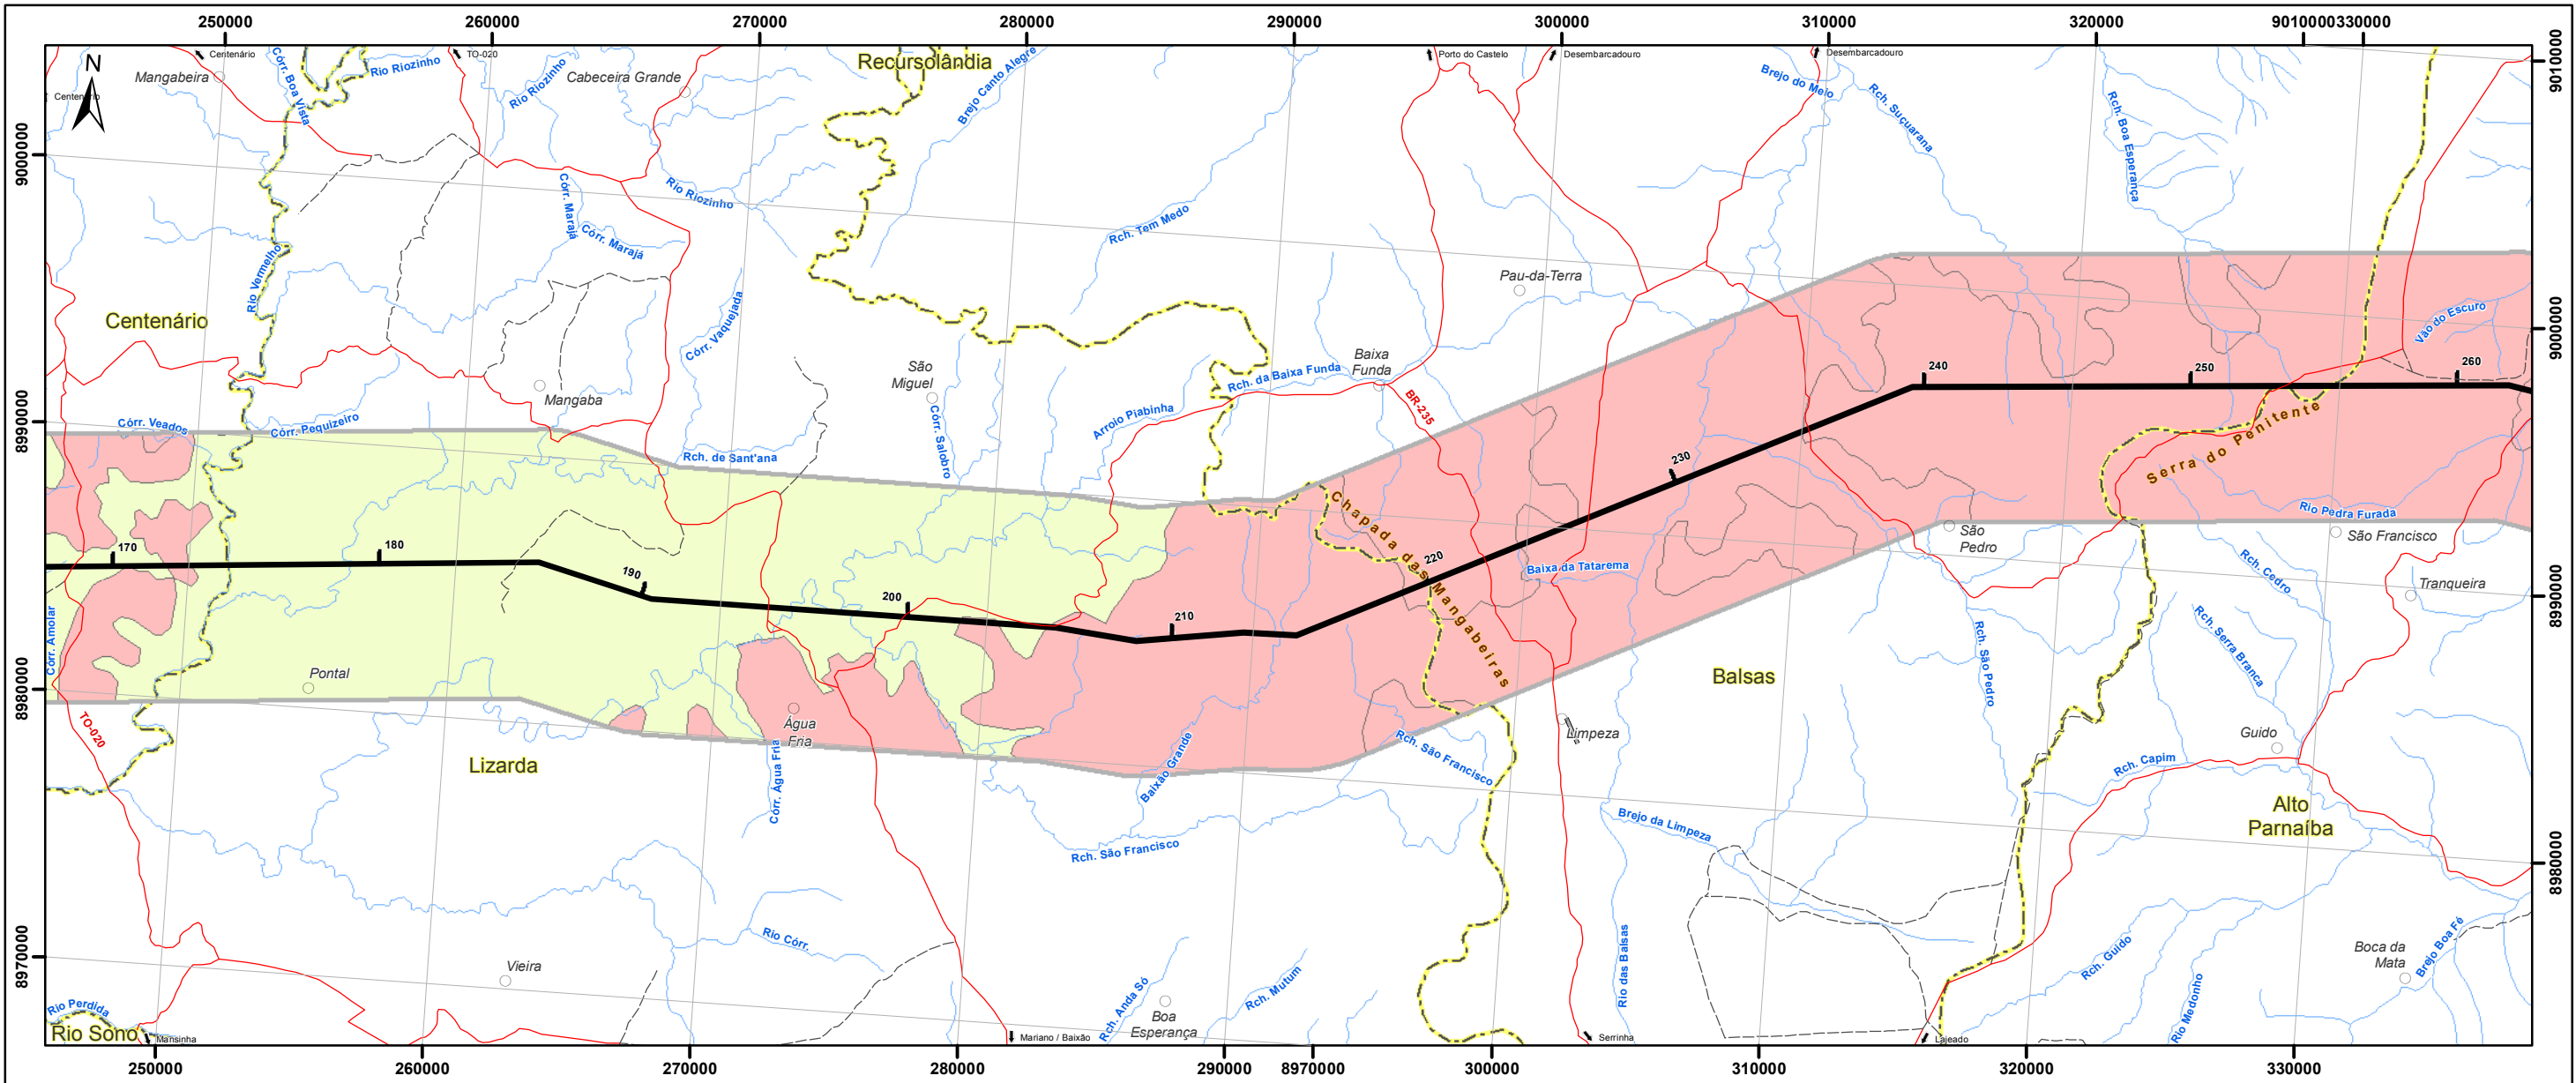 250000
260000
270000
280000
290000
300000
310000
320000
9010000
330000
N
Centenário
TO-020
Porto do Castelo
Desembarcadouro
Desembarcadouro
Mangabeira
Córr. Boa Vista
Rio Riozinho
Rio Riozinho
Cabeceira Grande
Recursolândia
Brejo Canto Alegre
Brejo do Meio
Rch. Suçuarana
Rch. Boa Esperança
9010000
Centenário
9000000
Rio Vermelho
Córr. Marajá
Córr. Marajá
Rio Riozinho
Rch. Tem Medo
Centenário
Córr. Vaquejada
Pau-da-Terra
Vão do Escuro
9000000
São
Miguel
Baixa
Funda
Rch. da Baixa Funda
Arroio Piabinha
BR-235
Mangaba
240
250
260
8990000
Córr. Veados
Córr. Pequizeiro
Rch. de Sant'ana
Córr. Salobro
Serra do Penitente
Chapada das Mangabeiras
230
Rio Pedra Furada
São
Pedro
São Francisco
170
180
190
200
210
220
Baixa da Tatarema
Rch. Cedro
Tranqueira
8990000
Córr. Amolar
Pontal
Rch. São Pedro
Rch. Serra Branca
Balsas
8980000
TO-020
Água
Fria
Limpeza
Guido
Lizarda
Córr. Água Fria
Baixão Grande
Rch. São Francisco
Rch. Capim
Alto
Parnaíba
Rch. São Francisco
Brejo da Limpeza
8980000
Rio Córr.
8970000
Vieira
Rch. Anda Só
Boa
Esperança
Rch. Mutum
Rio das Balsas
Rch. Guido
Rio Medonho
Boca da
Mata
Brejo Boa Fé
Rio Perdida
Rio Sono
Mansinha
Mariano / Baixão
Serrinha
Lajeado
250000
260000
270000
280000
290000
8970000
300000
310000
320000
330000